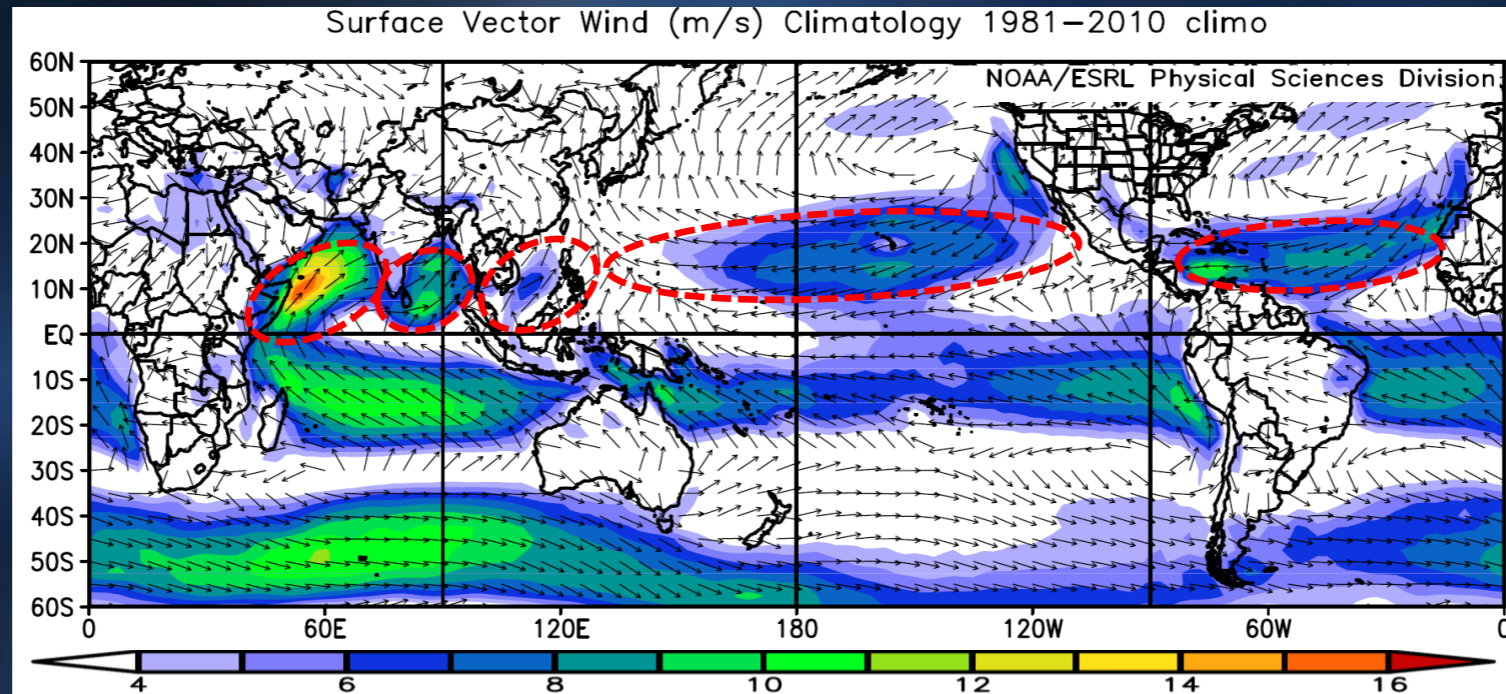 Surface Vector Wind (m/s) Climatology 1981−2010 climo
NOAA/ESRL Physical Sciences Division
60N
50N
40N
30N
20N
10N
EQ
10S
20S
30S
40S
50S
60S
0 60E 120E 180 120W 60W 0
4 6 8 10 12 14 16